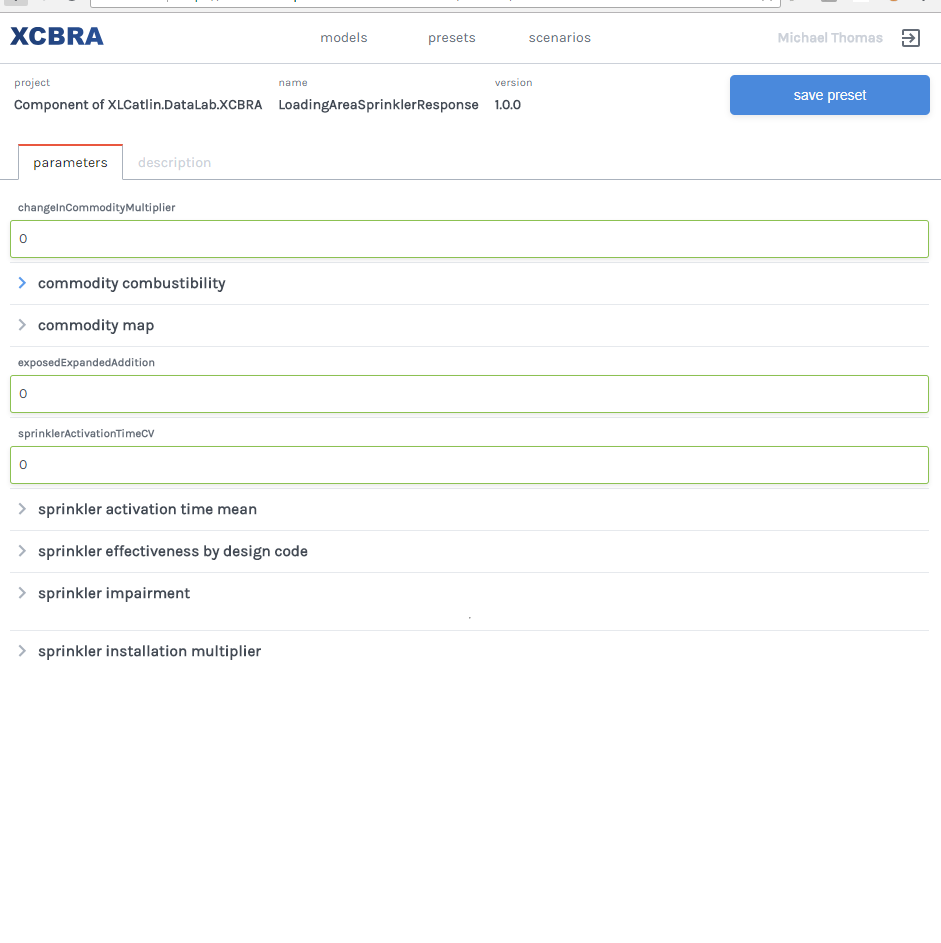 XCBRA
models presets scenarios Michael Thomas
project name version
Component of XLCatlin.DataLab.XCBRA LoadingAreaSprinklerResponse 1.0.0 save preset
parameters description
changeInCommodityMultiplier
0
commodity combustibility
commodity map
exposedExpandedAddition
0
sprinklerActivationTimeCV
0
sprinkler activation time mean
sprinkler effectiveness by design code
sprinkler impairment
sprinkler installation multiplier